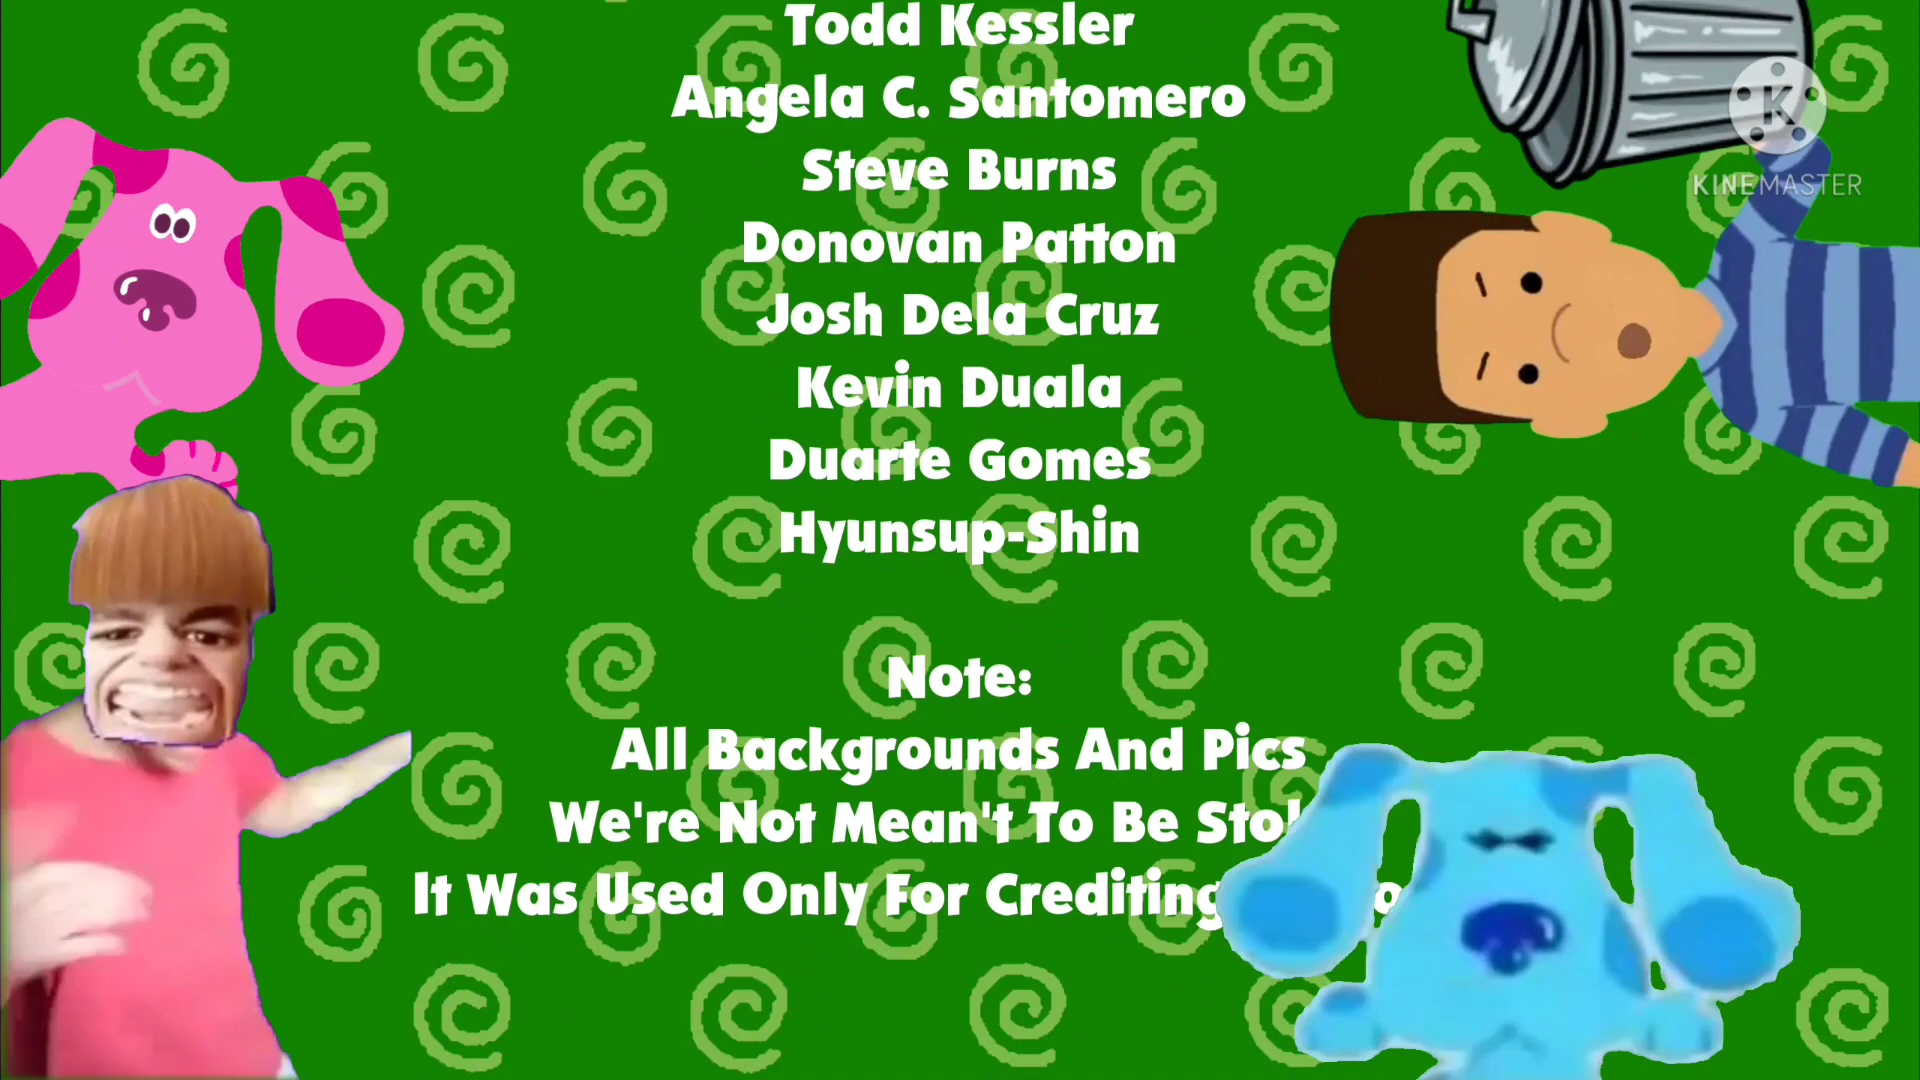 Todd Kessler
Angela C. Santomero
Steve Burns
Donovan Patton
Josh Dela Cruz
Kevin Duala
Duarte Gomes
Hyunsup-Shin
Note:
All Backgrounds And Pics
We're Not Mean't To Be
It Was Used Only For Crediting
K
KINEMASTER